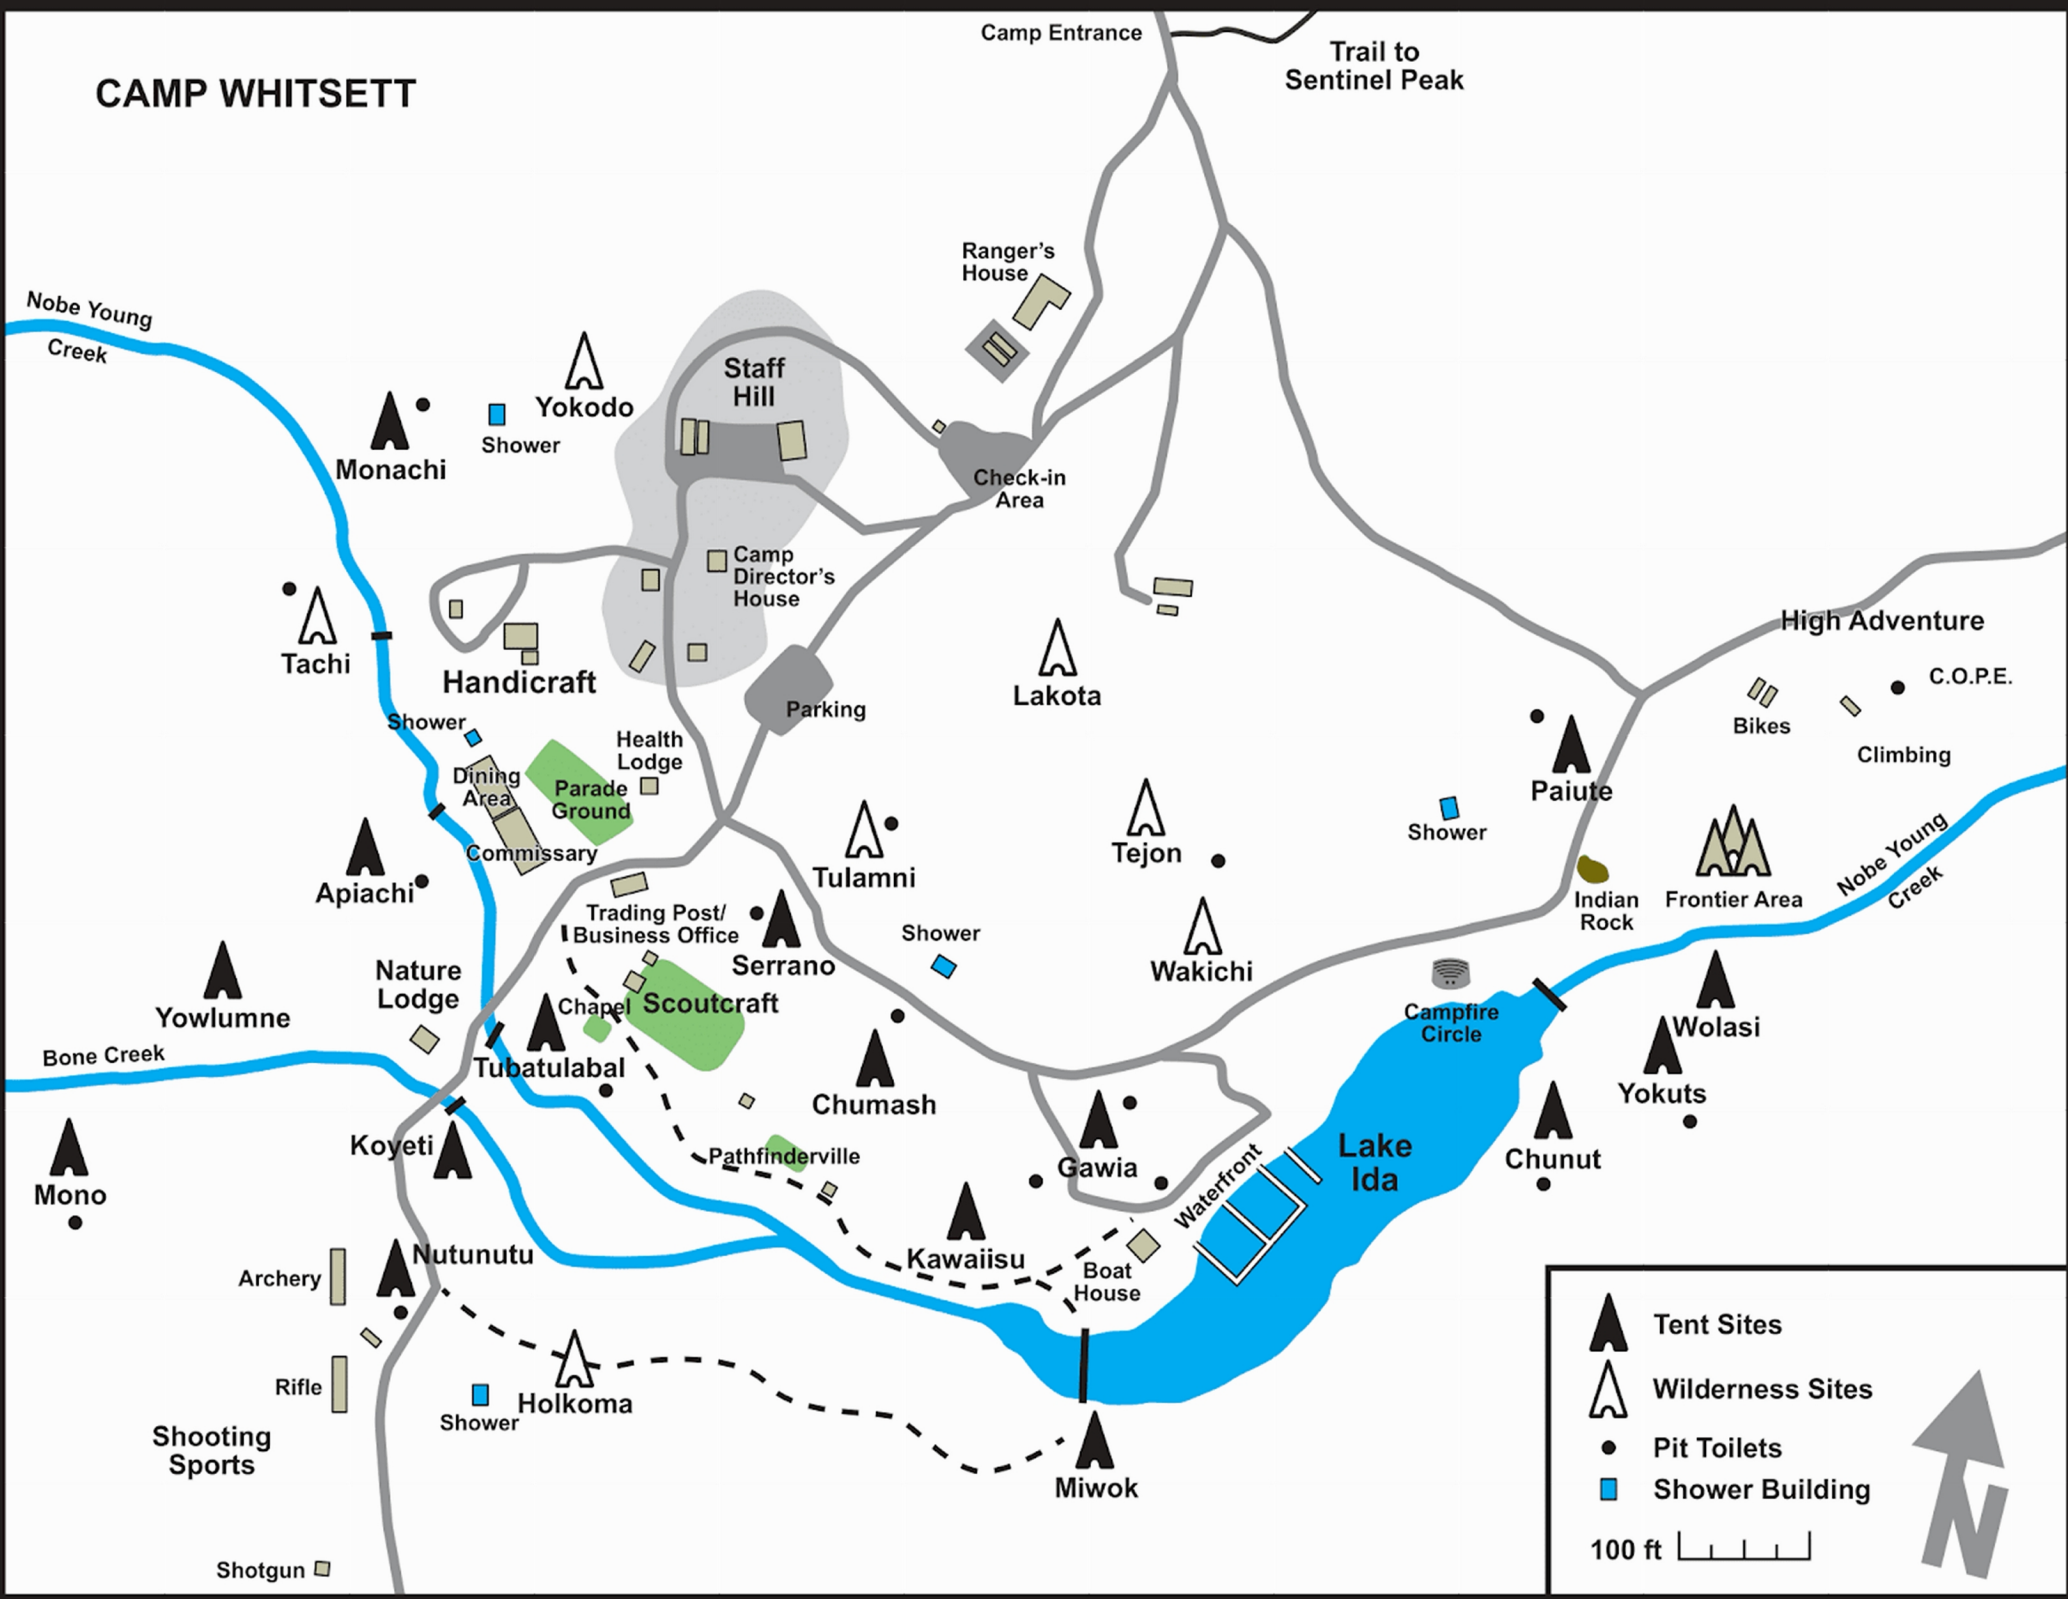 Camp Entrance
Trail to
Sentinel Peak
CAMP WHITSETT
Ranger's
House
Nobe Young
Creek
Staff
Hill
Yokodo
Shower
Monachi
Check-in
Area
Camp
Director's
House
High Adventure
Tachi
Handicraft
Lakota
C.O.P.E.
Parking
Shower
Bikes
Health
Lodge
Climbing
Dining
Area
Parade
Ground
Paiute
Shower
Commissary
Tejon
Tulamni
Apiachi
Nobe Young
Creek
Frontier Area
Indian
Rock
Trading Post/
Business Office
Shower
Serrano
Wakichi
Nature
Lodge
Chapel
Scoutcraft
Campfire
Circle
Yowlumne
Wolasi
Bone Creek
Tubatulabal
Yokuts
Chumash
Koyeti
Lake
Ida
Pathfinderville
Gawia
Chunut
Waterfront
Mono
Nutunutu
Kawaiisu
Archery
Boat
House
Tent Sites
Rifle
Holkoma
Wilderness Sites
Shower
Shooting
Sports
Pit Toilets
Miwok
Shower Building
100 ft
N
Shotgun